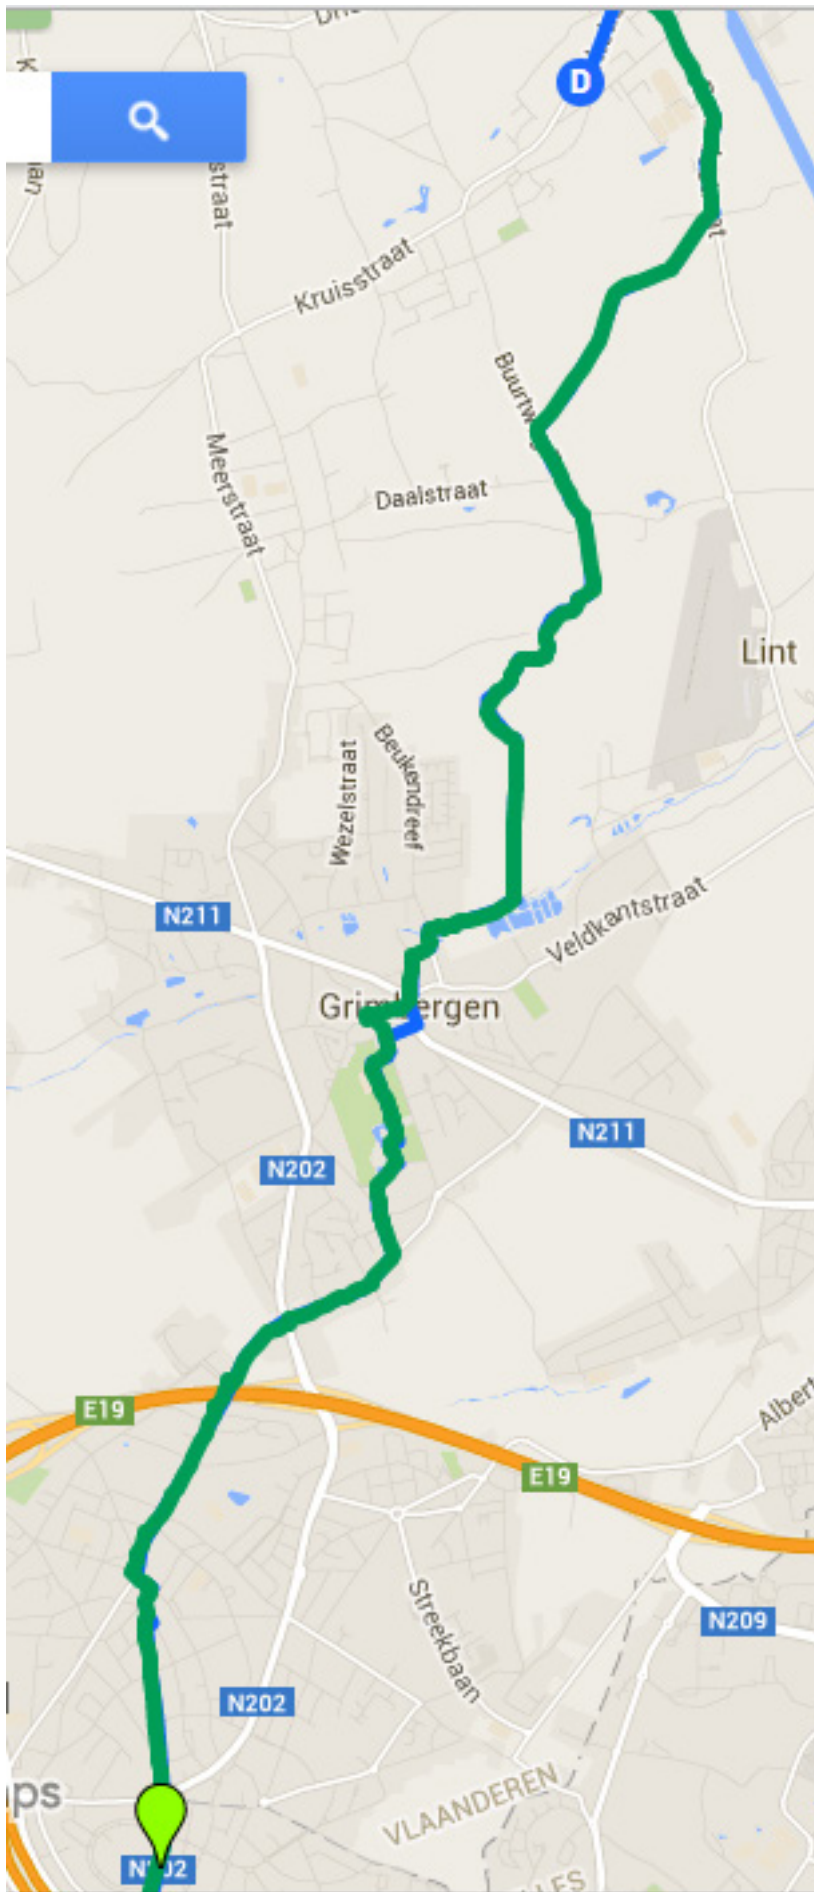 D
straat
Kruisstraat
Meerstraat
Daalstraat
Lint
Wezelstraat
Beukendreef
N211
Veldkantstraat
Grimbergen
N211
N202
E19
Albert
E19
Streekbaan
N209
N202
ps
VLAANDEREN
N202